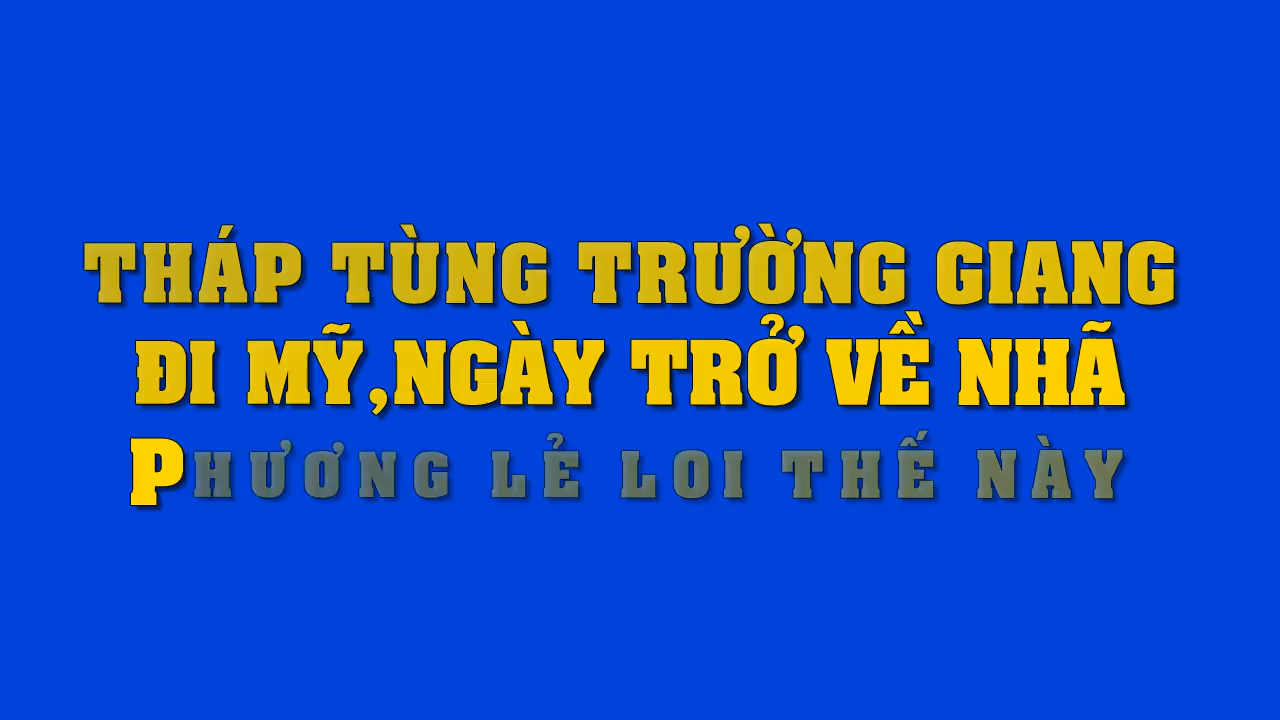 THÁP TÙNG TRƯỜNG GIANG
ĐI MỸ,NGÀY TRỞ VỀ NHÃ
PHƯƠNG LẺ LOI THẾ NÀY